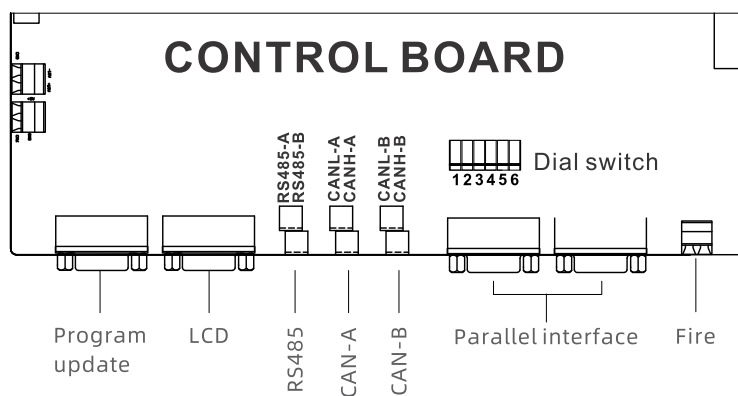 CONTROL BOARD
RS485-A
RS485-B
CANL-A
CANH-A
CANL-B
CANH-B
123456
Dial switch
Program
update
LCD
RS485
CAN-A
CAN-B
Parallel interface
Fire